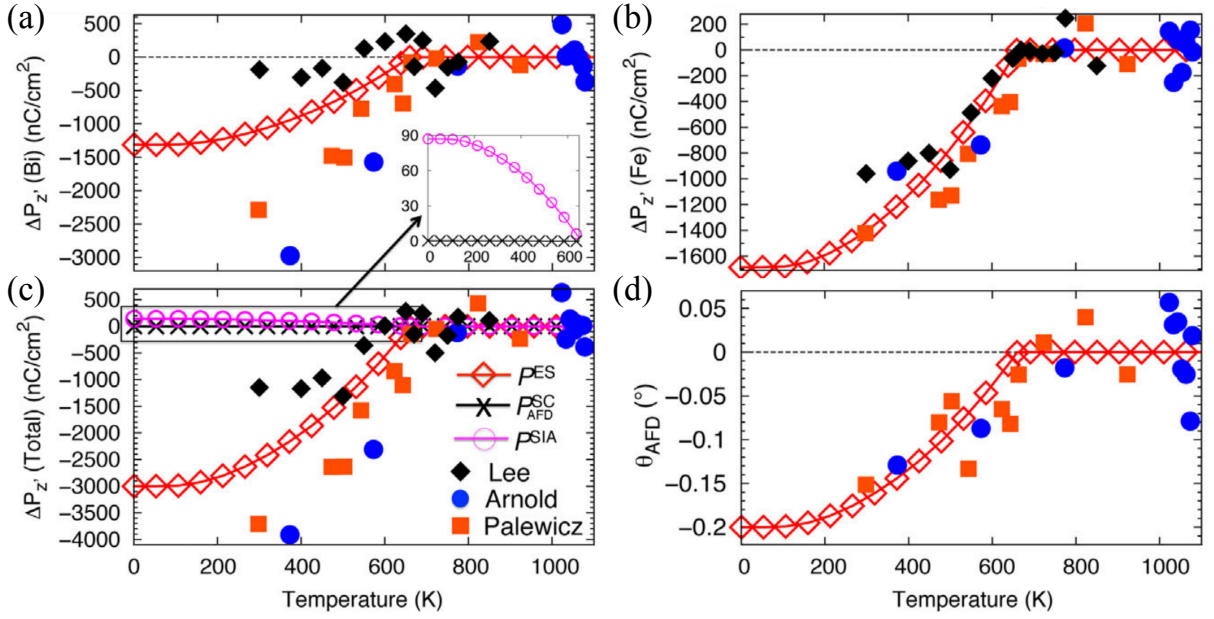 (a)
500
0
−500
−1000
−1500
−2000
−2500
−3000
ΔP_z' (Bi) (nC/cm²)
90
60
30
0
0 200 400 600
(b)
200
0
−200
−400
−600
−800
−1000
−1200
−1400
−1600
ΔP_z' (Fe) (nC/cm²)
(c)
500
0
−500
−1000
−1500
−2000
−2500
−3000
−3500
−4000
ΔP_z' (Total) (nC/cm²)
P^ES
P^SC_AFD
P^SIA
Lee
Arnold
Palewicz
0 200 400 600 800 1000
Temperature (K)
(d)
0.05
0
−0.05
−0.1
−0.15
−0.2
θ_AFD (°)
0 200 400 600 800 1000
Temperature (K)